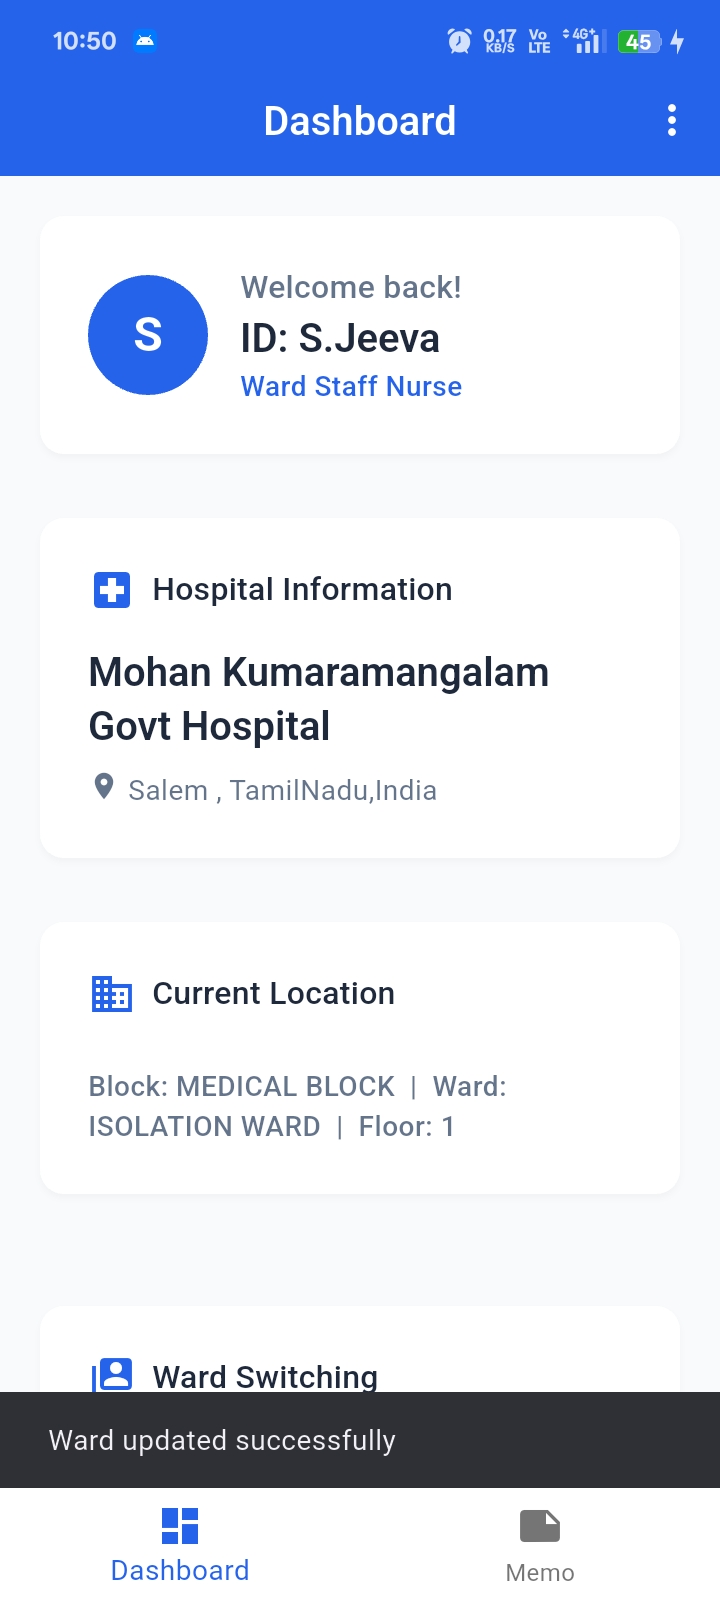 10:50
0.17
KB/S
Vo
LTE
4G+
45
Dashboard
S
Welcome back!
ID: S.Jeeva
Ward Staff Nurse
Hospital Information
Mohan Kumaramangalam
Govt Hospital
Salem , TamilNadu,India
Current Location
Block: MEDICAL BLOCK | Ward:
ISOLATION WARD | Floor: 1
Ward Switching
Ward updated successfully
Dashboard
Memo